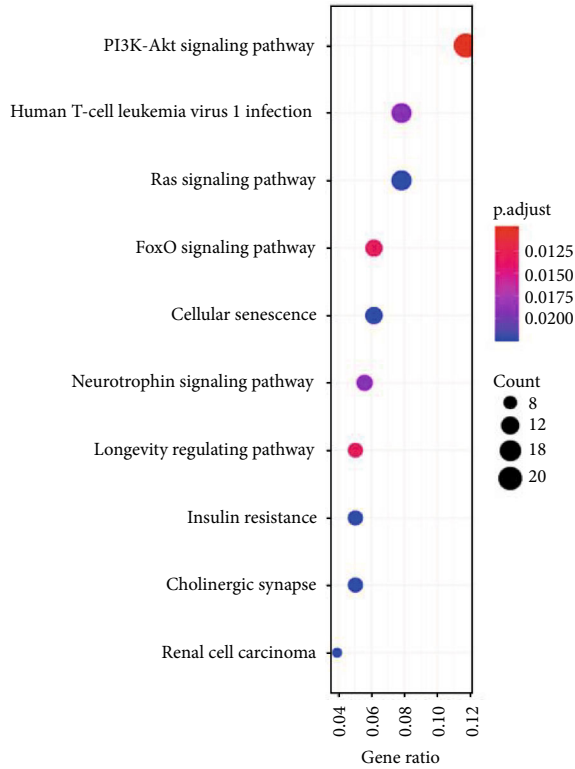 PI3K-Akt signaling pathway
Human T-cell leukemia virus 1 infection
Ras signaling pathway
FoxO signaling pathway
Cellular senescence
Neurotrophin signaling pathway
Longevity regulating pathway
Insulin resistance
Cholinergic synapse
Renal cell carcinoma
0.04 0.06 0.08 0.10 0.12
Gene ratio
p.adjust
0.0125
0.0150
0.0175
0.0200
Count
8
12
18
20